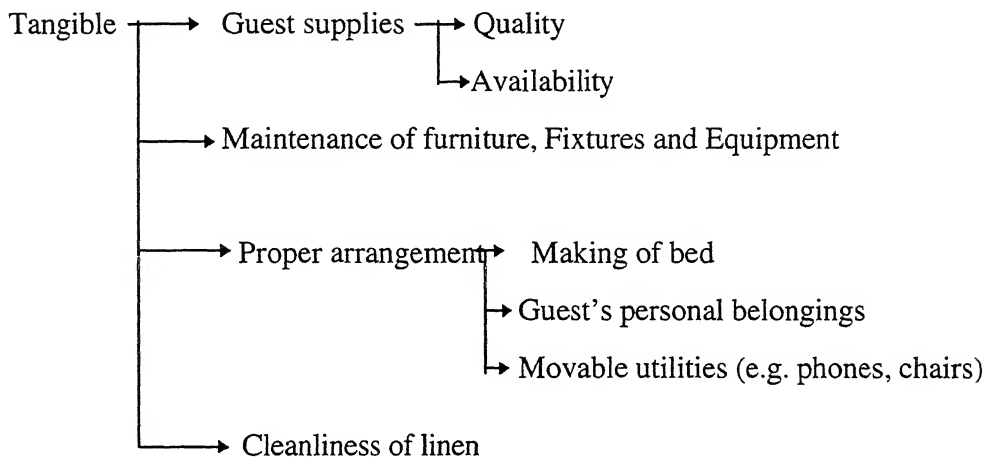 Tangible Guest supplies Quality
Availability
Maintenance of furniture, Fixtures and Equipment
Proper arrangement Making of bed
Guest's personal belongings
Movable utilities (e.g. phones, chairs)
Cleanliness of linen